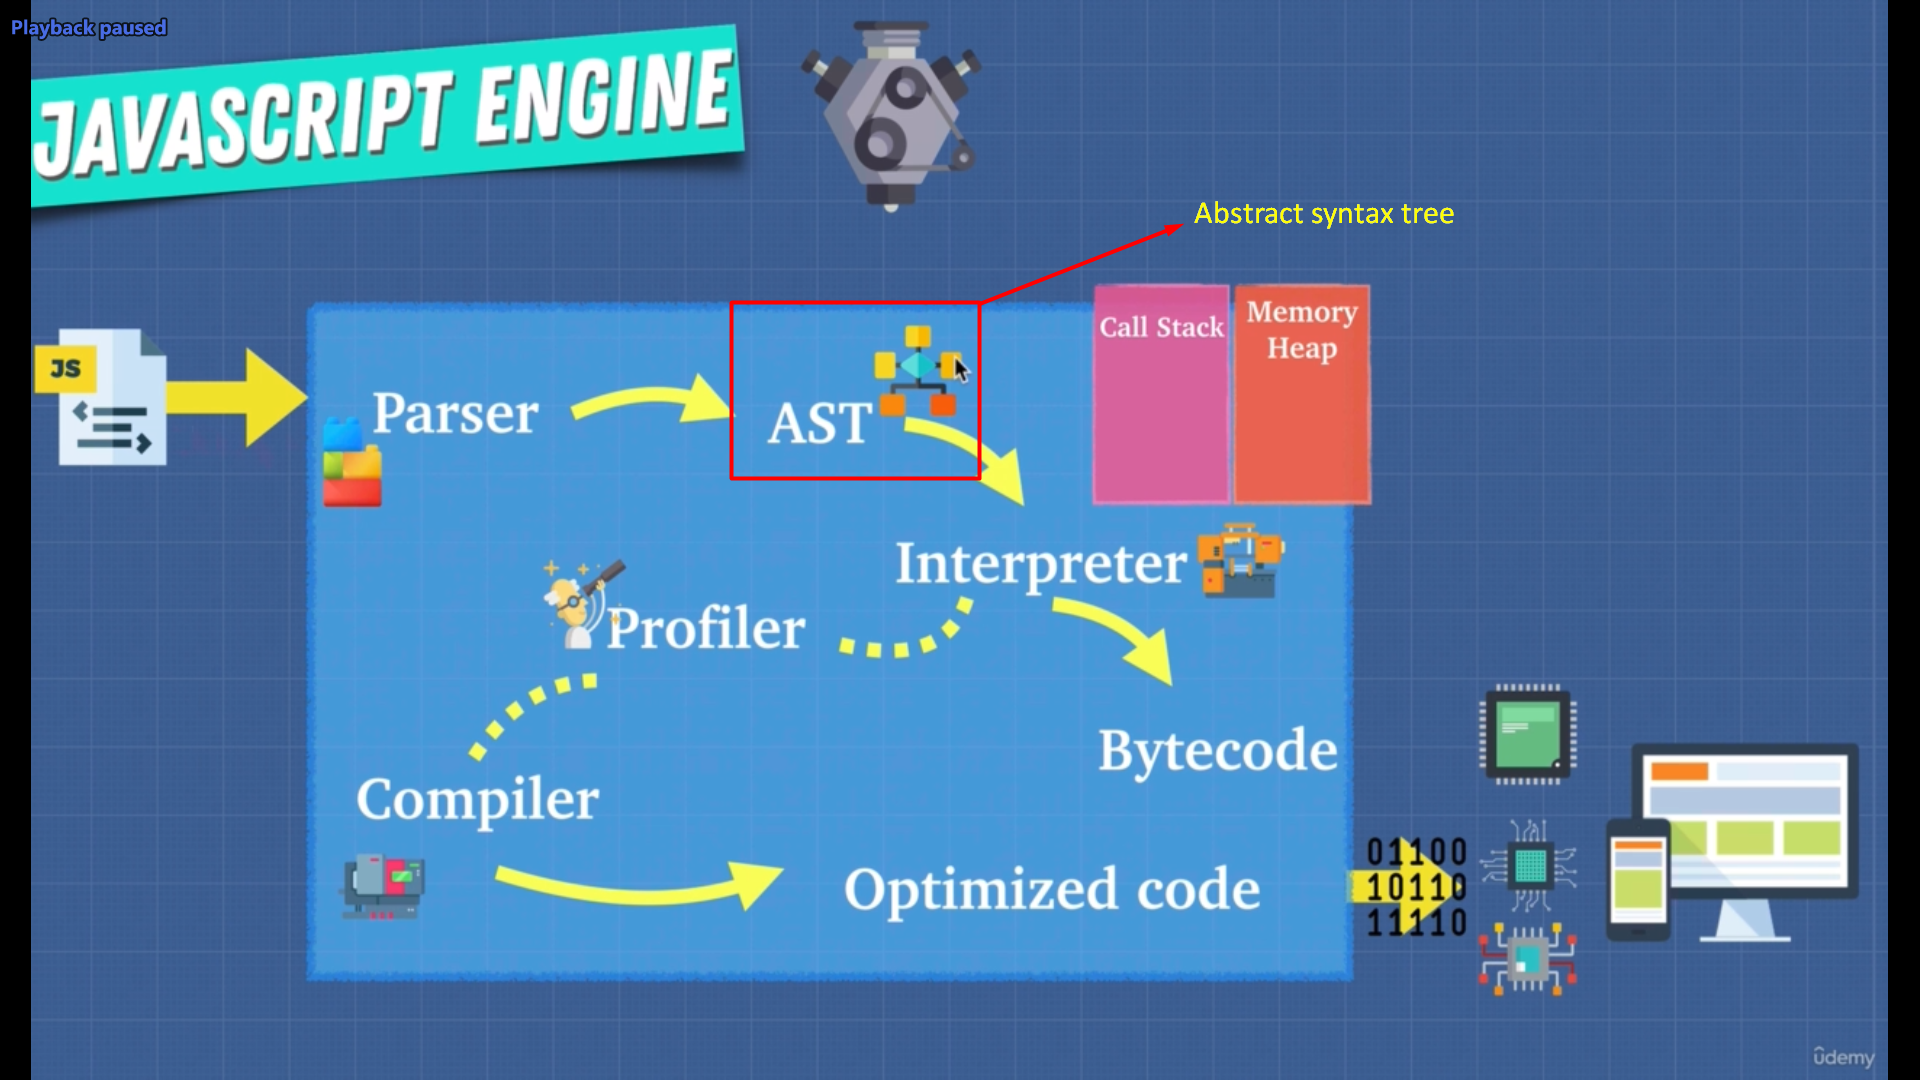 Playback paused
JAVASCRIPT ENGINE
Abstract syntax tree
Call Stack
Memory
Heap
JS
Parser
AST
Interpreter
Profiler
Bytecode
Compiler
Optimized code
01100
10110
11110
ûdemy